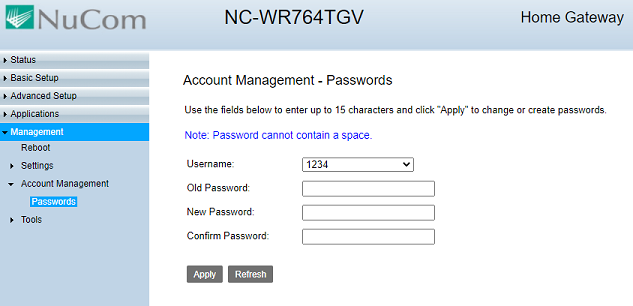 NuCom
NC-WR764TGV
Home Gateway
Status
Basic Setup
Advanced Setup
Applications
Management
Reboot
Settings
Account Management
Passwords
Tools
Account Management - Passwords
Use the fields below to enter up to 15 characters and click "Apply" to change or create passwords.
Note: Password cannot contain a space.
Username: 1234
Old Password:
New Password:
Confirm Password:
Apply Refresh